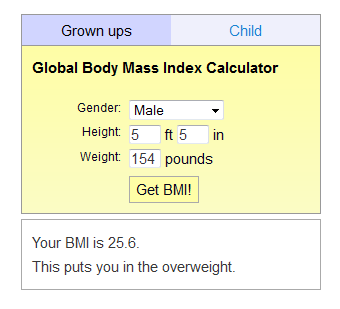 Grown ups Child
Global Body Mass Index Calculator
Gender: Male
Height: 5 ft 5 in
Weight: 154 pounds
Get BMI!
Your BMI is 25.6.
This puts you in the overweight.